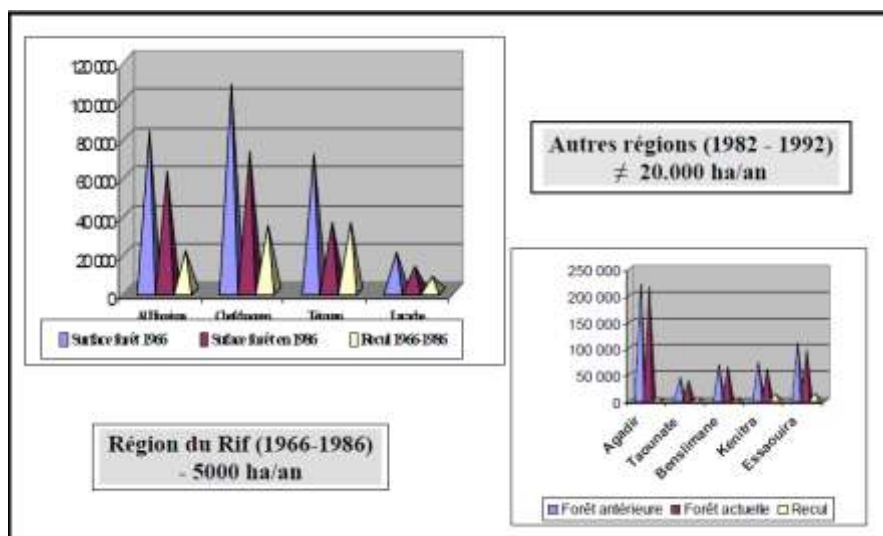 120 000
100 000
80 000
60 000
40 000
20 000
0
Al Hoceima Chefchaouen Tétouan Larache
Surface forêt 1966 Suface forêt en 1986 Recul 1966-1986
Autres régions (1982 - 1992)
≠ 20.000 ha/an
250 000
200 000
150 000
100 000
50 000
0
Agadir Taounate Benslimane Kénitra Essaouira
Forêt antérieure Forêt actuelle Recul
Région du Rif (1966-1986)
- 5000 ha/an